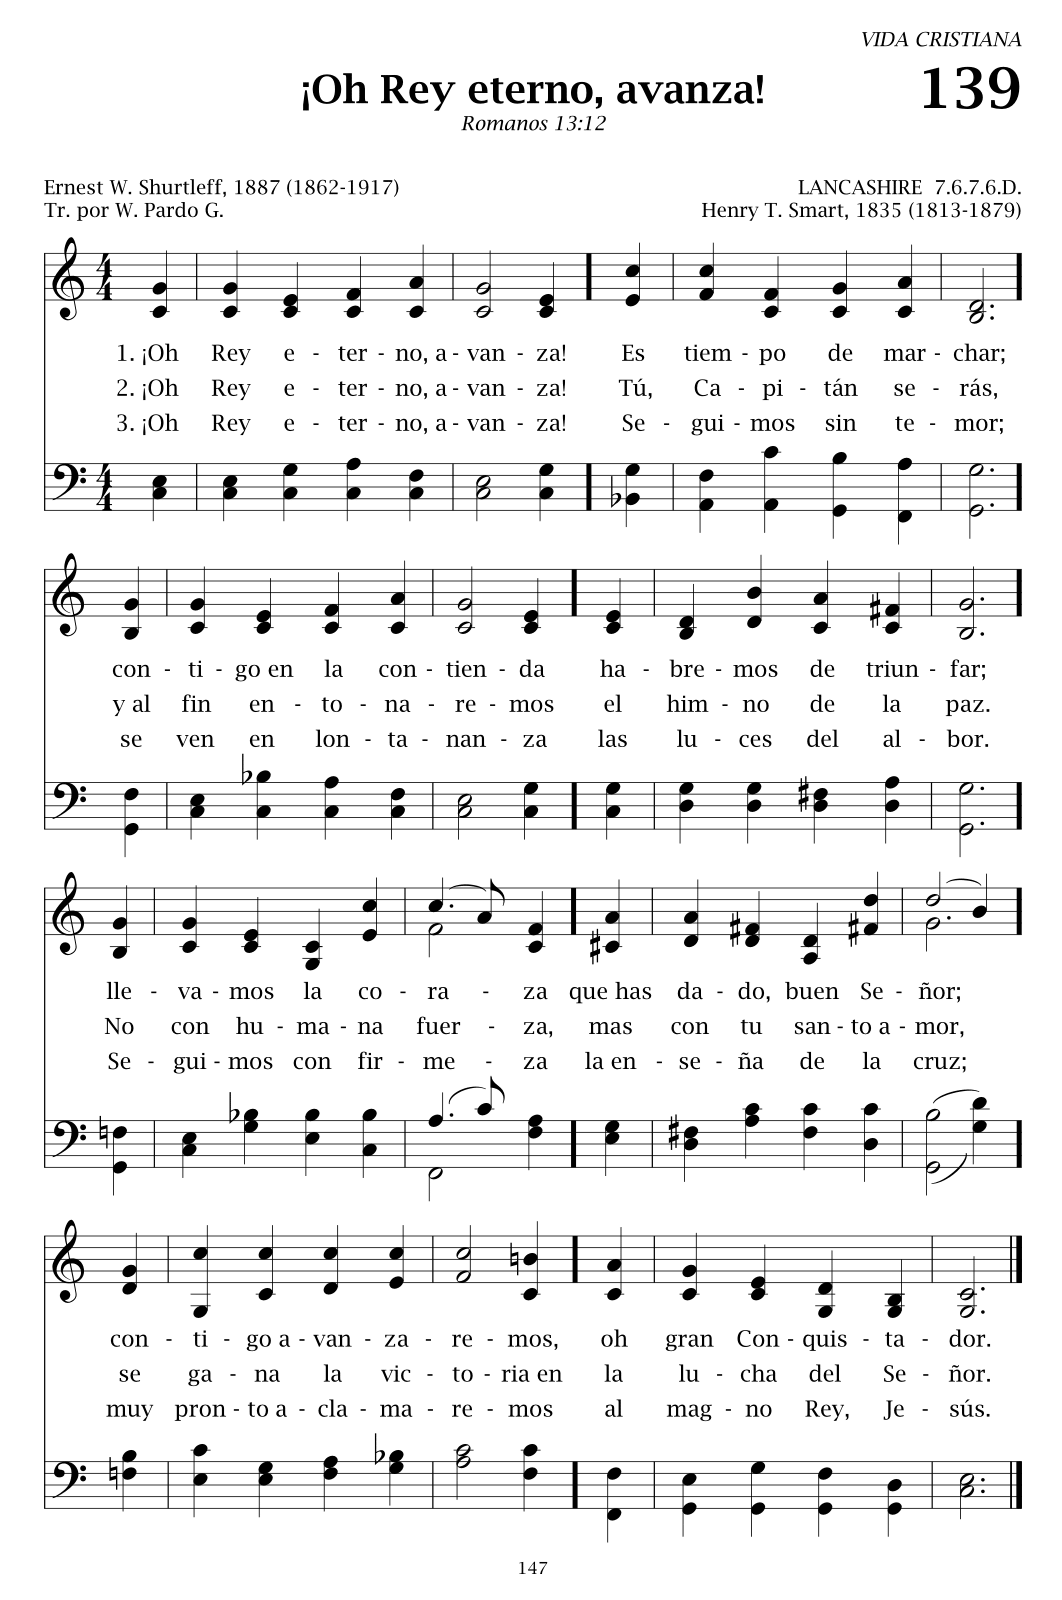 VIDA CRISTIANA
139
¡Oh Rey eterno, avanza!
Romanos 13:12
Ernest W. Shurtleff, 1887 (1862-1917)
LANCASHIRE 7.6.7.6.D.
Tr. por W. Pardo G.
Henry T. Smart, 1835 (1813-1879)
1. ¡Oh Rey e - ter - no, a - van - za! Es tiem - po de mar - char;
2. ¡Oh Rey e - ter - no, a - van - za! Tú, Ca - pi - tán se - rás,
3. ¡Oh Rey e - ter - no, a - van - za! Se - gui - mos sin te - mor;
con - ti - go en la con - tien - da ha - bre - mos de triun - far;
y al fin en - to - na - re - mos el him - no de la paz.
se ven en lon - ta - nan - za las lu - ces del al - bor.
lle - va - mos la co - ra - za que has da - do, buen Se - ñor;
No con hu - ma - na fuer - za, mas con tu san - to a - mor,
Se - gui - mos con fir - me - za la en - se - ña de la cruz;
con - ti - go a - van - za - re - mos, oh gran Con - quis - ta - dor.
se ga - na la vic - to - ria en la lu - cha del Se - ñor.
muy pron - to a - cla - ma - re - mos al mag - no Rey, Je - sús.
147